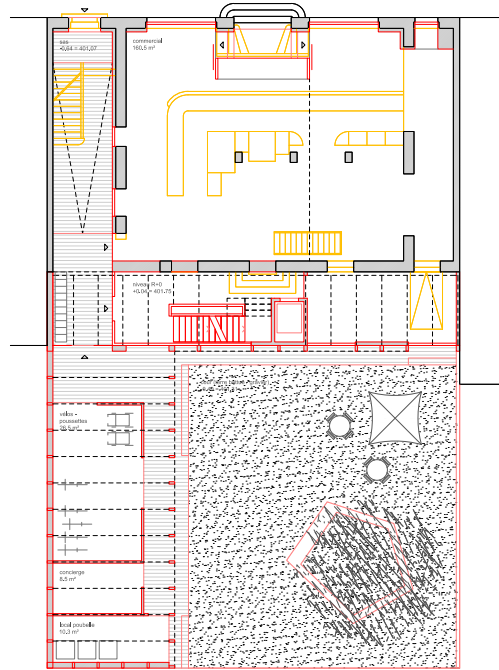 sas
-0,64 = 401,07
commercial
160,5 m²
niveau R+0
+0.04 = 401.75
vélos -
poussettes
concierge
8.5 m²
local poubelle
10.3 m²